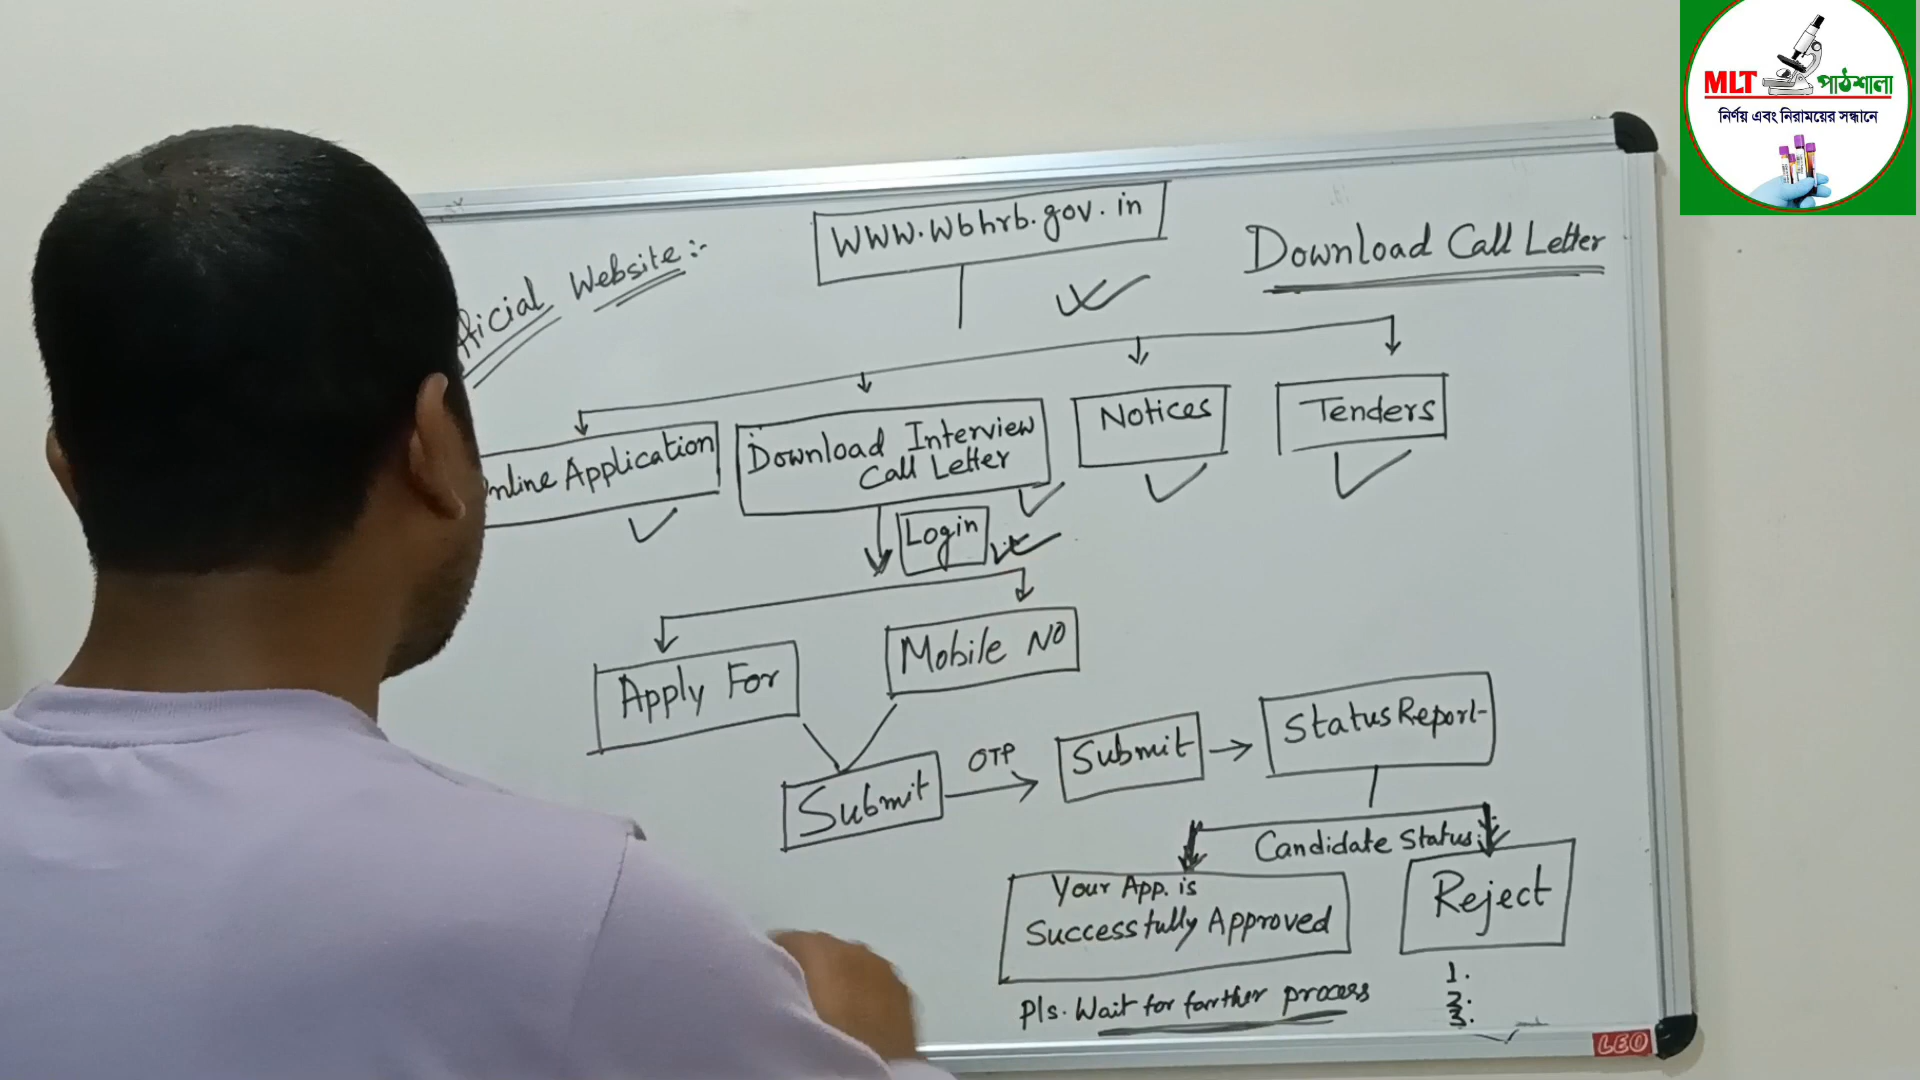 MLT পাঠশালা
নির্ণয় এবং নিরাময়ের সন্ধানে
Website:-
www.wbhrb.gov.in
Download Call Letter
Application
Download Interview
Call Letter
Notices
Tenders
Login
Apply For
Mobile No
Submit
OTP
Submit
Status Report-
Candidate Status:
Your App. is
Successfully Approved
Reject
Pls. Wait for farther process
1.
2.
3.
LEO